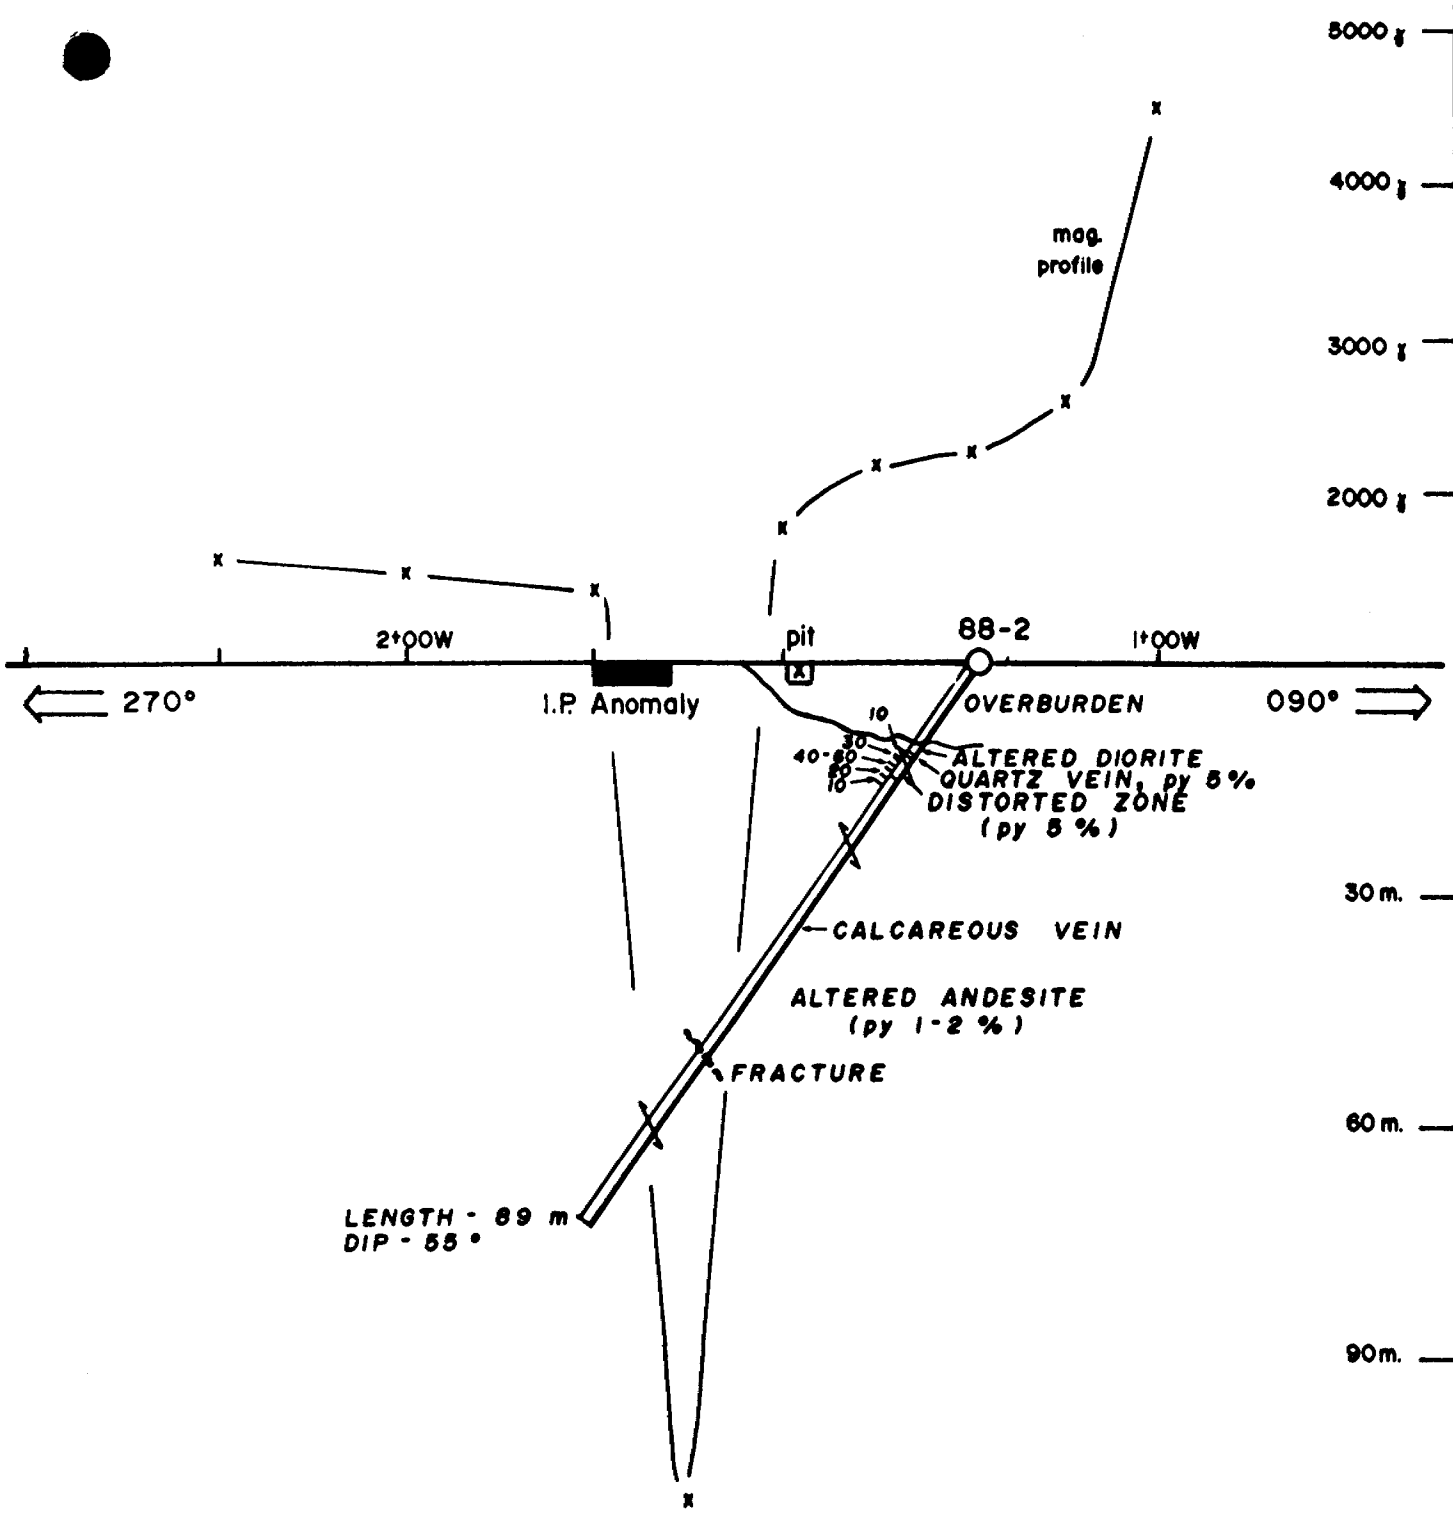 5000 ɣ
4000 ɣ
mag.
profile
3000 ɣ
2000 ɣ
2+00W
pit
88-2
1+00W
270°
I.P. Anomaly
OVERBURDEN
090°
10
30
40-60
20
10
ALTERED DIORITE
QUARTZ VEIN, py 5%
DISTORTED ZONE
(py 5%)
30 m.
CALCAREOUS VEIN
ALTERED ANDESITE
(py 1-2%)
FRACTURE
60 m.
LENGTH - 89 m
DIP - 55°
90 m.